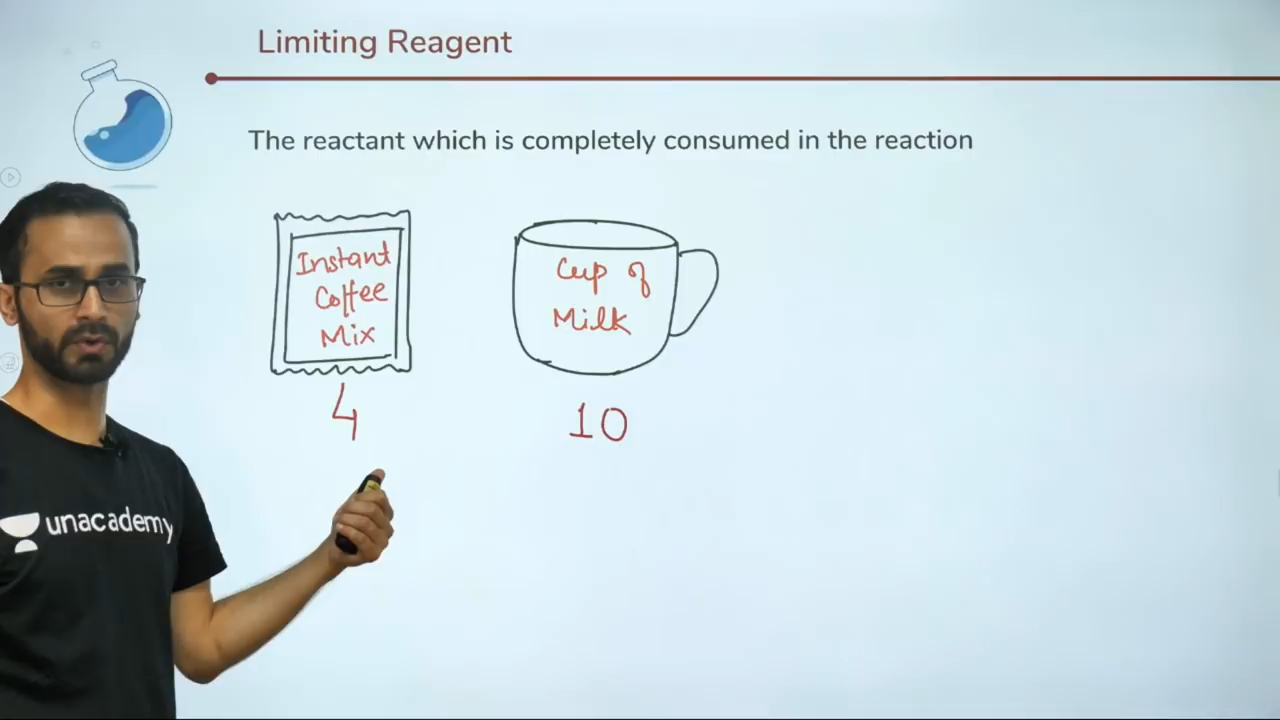 Limiting Reagent
The reactant which is completely consumed in the reaction
Instant
Coffee
Mix
4
Cup of
Milk
10
unacademy